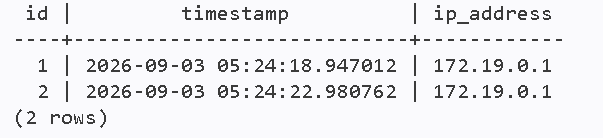 id |         timestamp          | ip_address
----+----------------------------+------------
  1 | 2026-09-03 05:24:18.947012 | 172.19.0.1
  2 | 2026-09-03 05:24:22.980762 | 172.19.0.1
(2 rows)